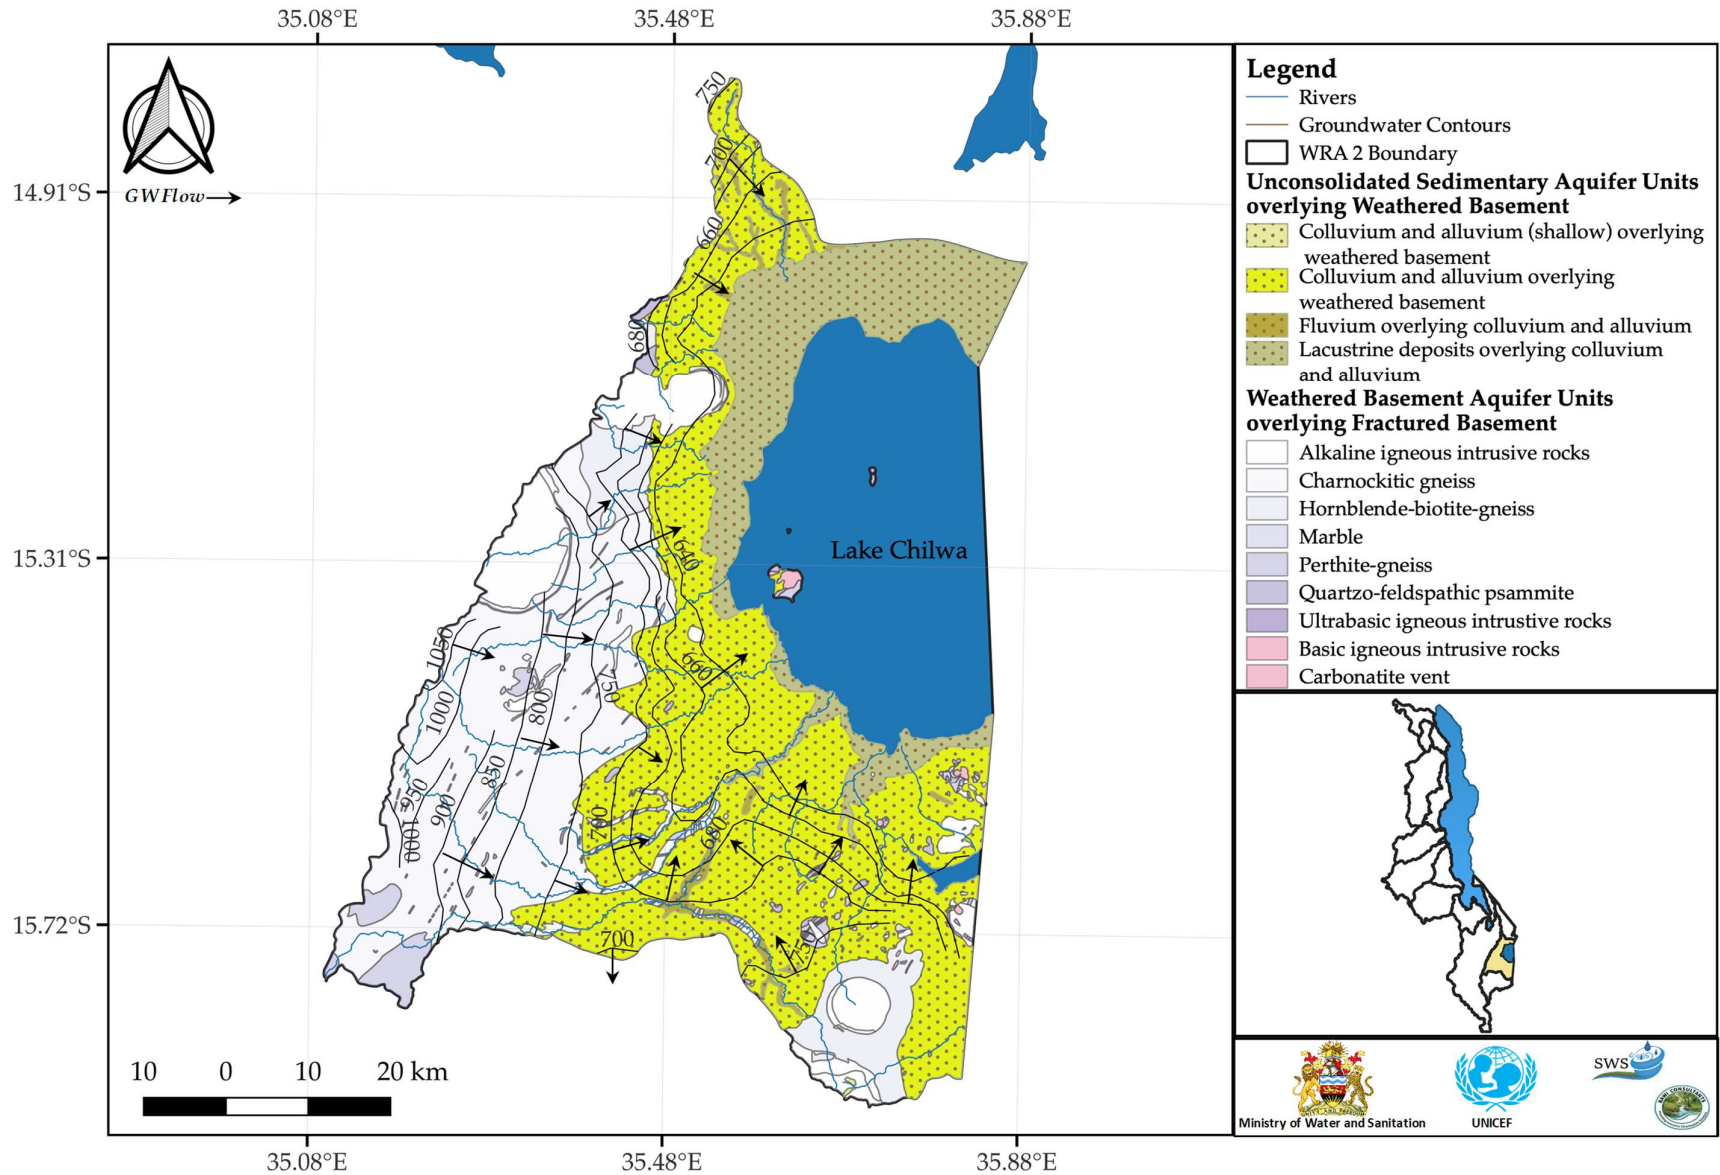 35.08°E 35.48°E 35.88°E
GWFlow
14.91°S
15.31°S
15.72°S
750
700
660
680
640
Lake Chilwa
1050
660
750
1000
800
850
950
900
700
680
1000
700
750
10 0 10 20 km
35.08°E 35.48°E 35.88°E
Legend
Rivers
Groundwater Contours
WRA 2 Boundary
Unconsolidated Sedimentary Aquifer Units
overlying Weathered Basement
Colluvium and alluvium (shallow) overlying
weathered basement
Colluvium and alluvium overlying
weathered basement
Fluvium overlying colluvium and alluvium
Lacustrine deposits overlying colluvium
and alluvium
Weathered Basement Aquifer Units
overlying Fractured Basement
Alkaline igneous intrusive rocks
Charnockitic gneiss
Hornblende-biotite-gneiss
Marble
Perthite-gneiss
Quartzo-feldspathic psammite
Ultrabasic igneous intrustive rocks
Basic igneous intrusive rocks
Carbonatite vent
Ministry of Water and Sanitation
UNICEF
SWS